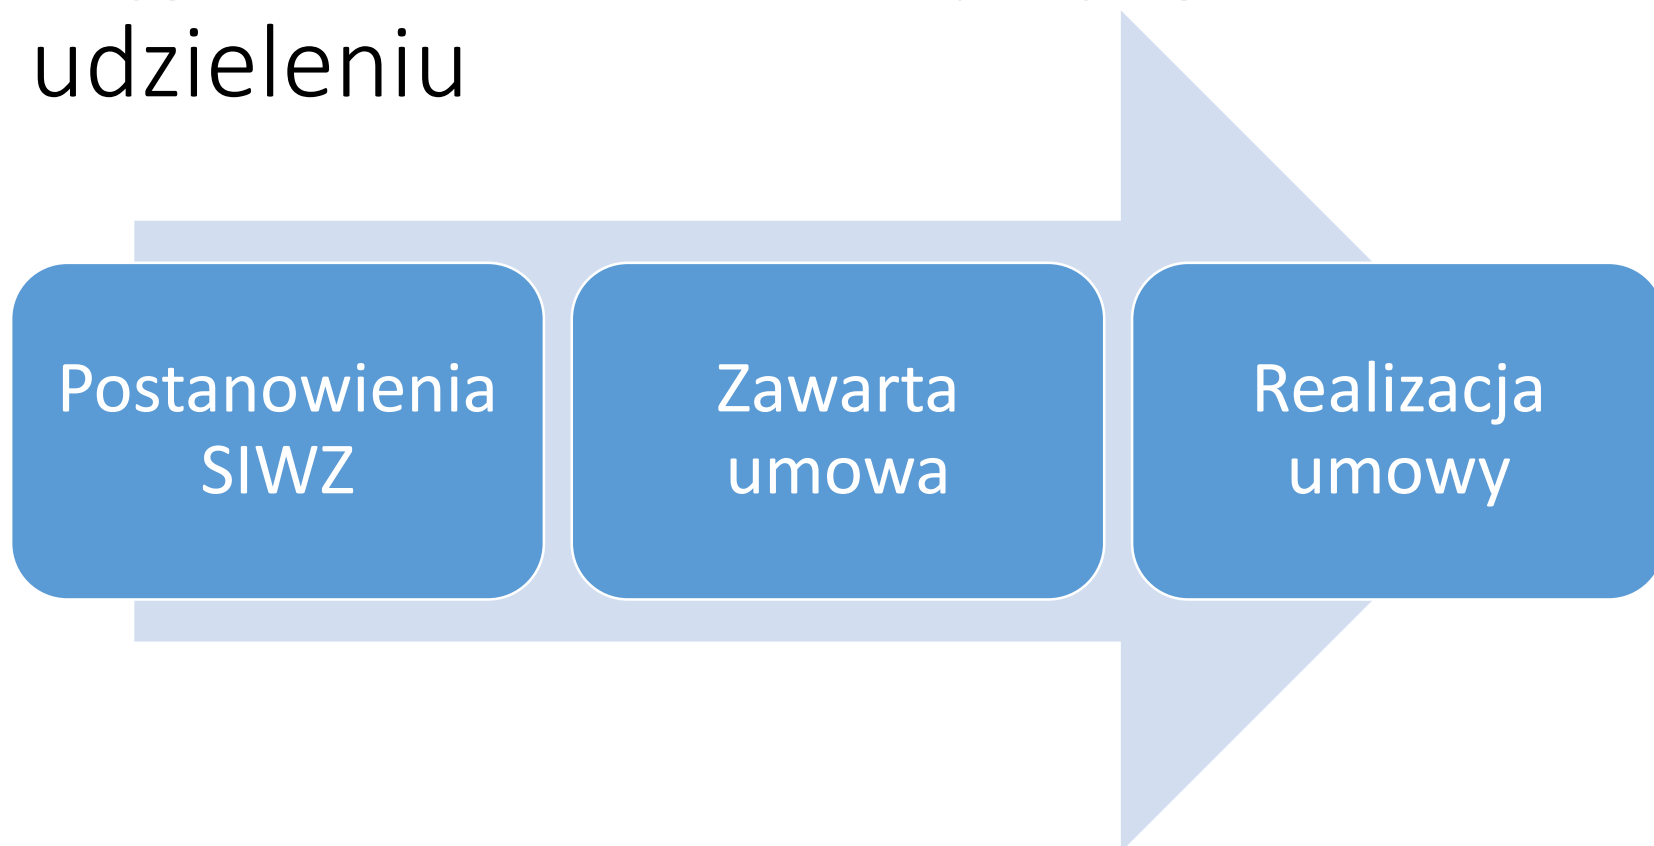 udzieleniu
Postanowienia
SIWZ
Zawarta
umowa
Realizacja
umowy